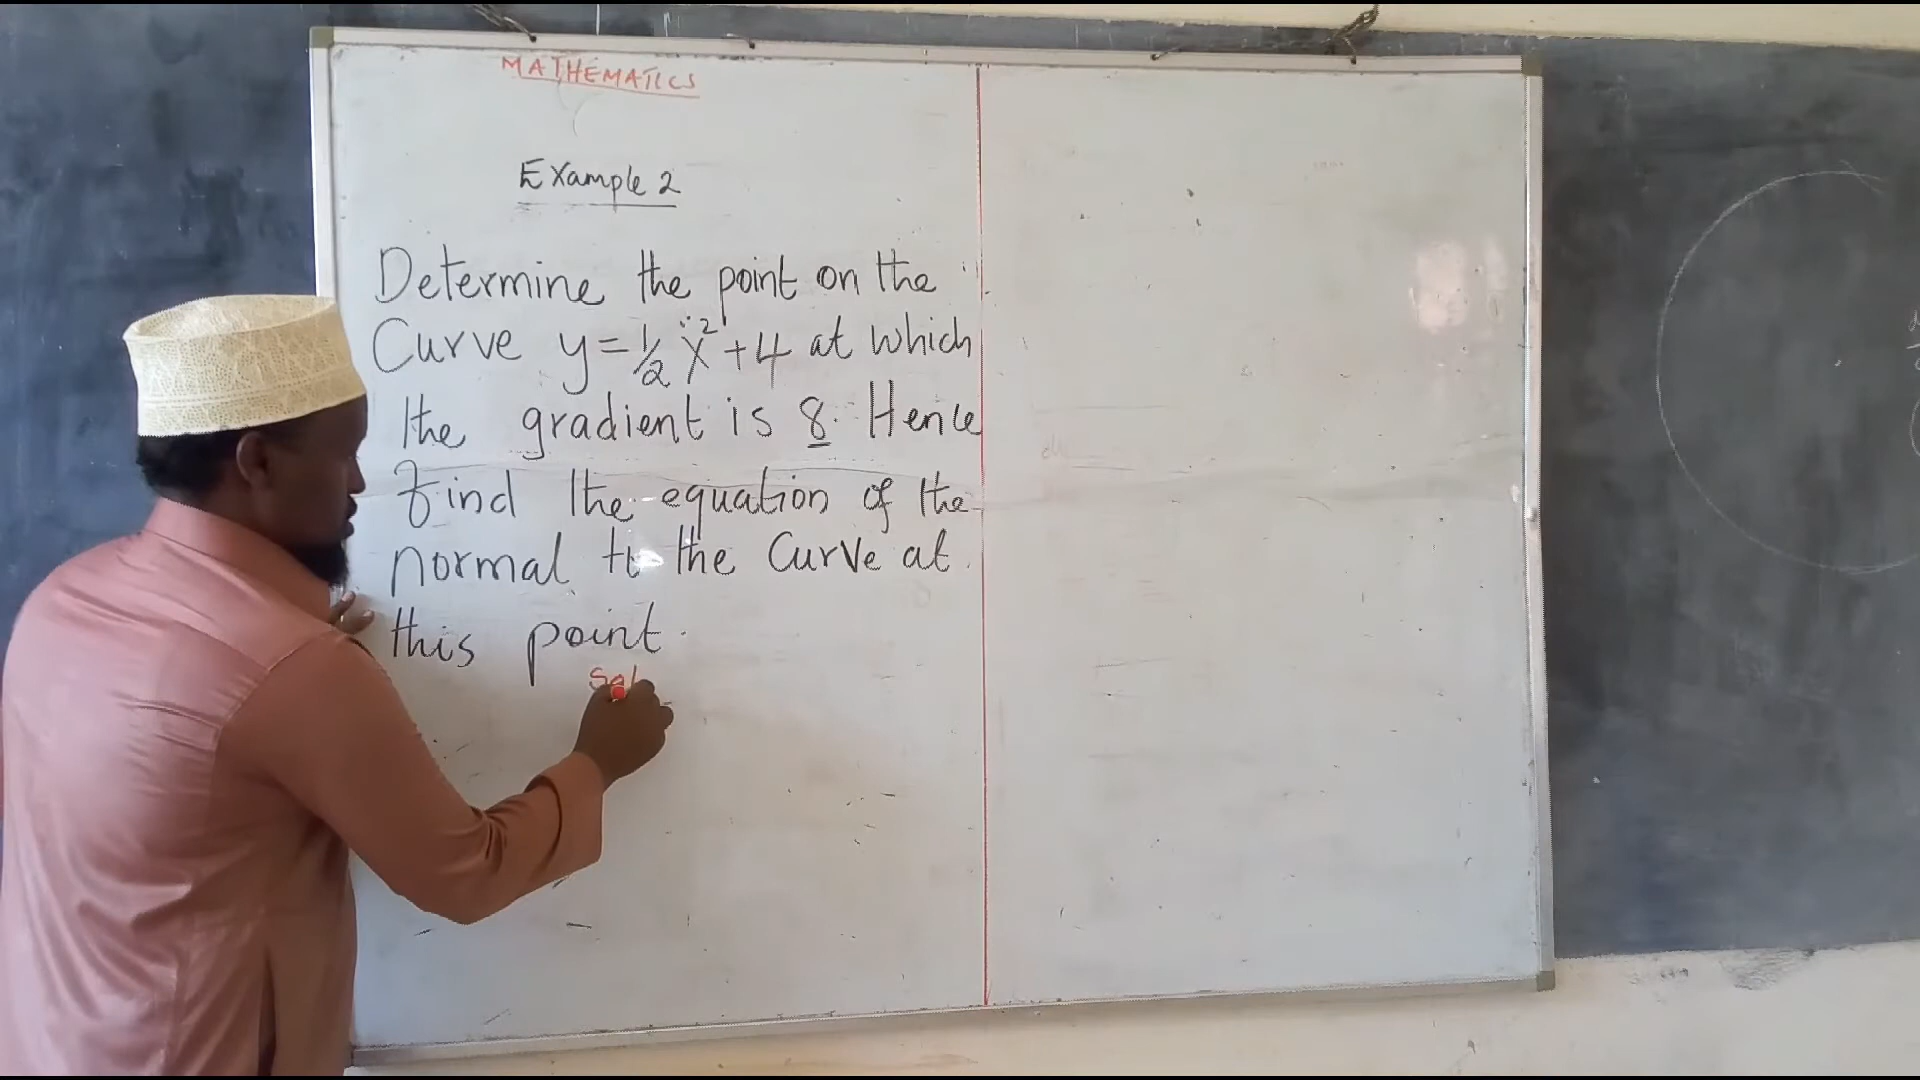 MATHEMATICS
Example 2
Determine the point on the
Curve y=½x²+4 at which
the gradient is 8. Hence
find the equation of the
normal to the Curve at
this point.
Sol